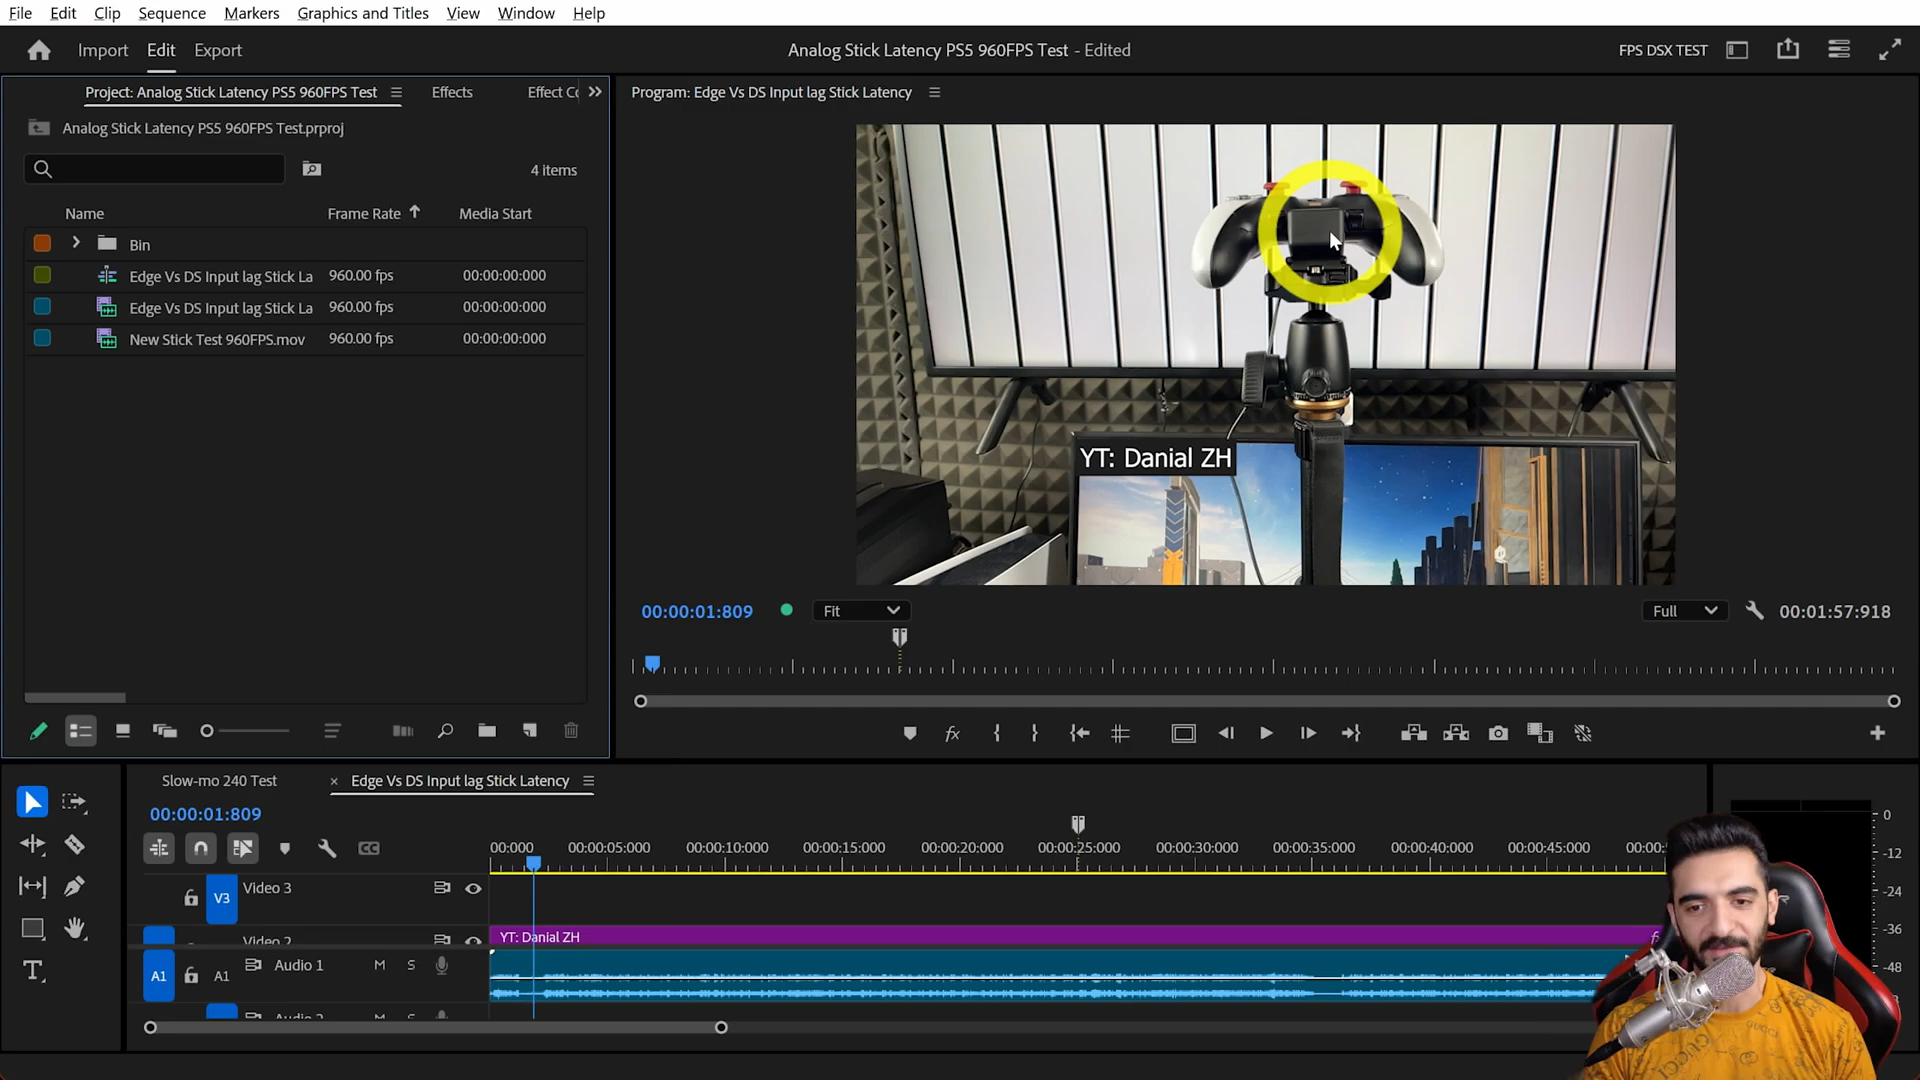 File Edit Clip Sequence Markers Graphics and Titles View Window Help
Import Edit Export
Analog Stick Latency PS5 960FPS Test - Edited
FPS DSX TEST
Project: Analog Stick Latency PS5 960FPS Test Effects Effect Co
Program: Edge Vs DS Input lag Stick Latency
Analog Stick Latency PS5 960FPS Test.prproj
4 items
Name Frame Rate Media Start
Bin
Edge Vs DS Input lag Stick La 960.00 fps 00:00:00:000
Edge Vs DS Input lag Stick La 960.00 fps 00:00:00:000
New Stick Test 960FPS.mov 960.00 fps 00:00:00:000
YT: Danial ZH
00:00:01:809 Fit Full 00:01:57:918
fx
Slow-mo 240 Test × Edge Vs DS Input lag Stick Latency
00:00:01:809
CC
00:000 00:00:05:000 00:00:10:000 00:00:15:000 00:00:20:000 00:00:25:000 00:00:30:000 00:00:35:000 00:00:40:000 00:00:45:000
V3 Video 3
Video 2
YT: Danial ZH
A1 A1 Audio 1 M S
Audio 2 M S
0
-12
-24
-36
-48
GUCCI